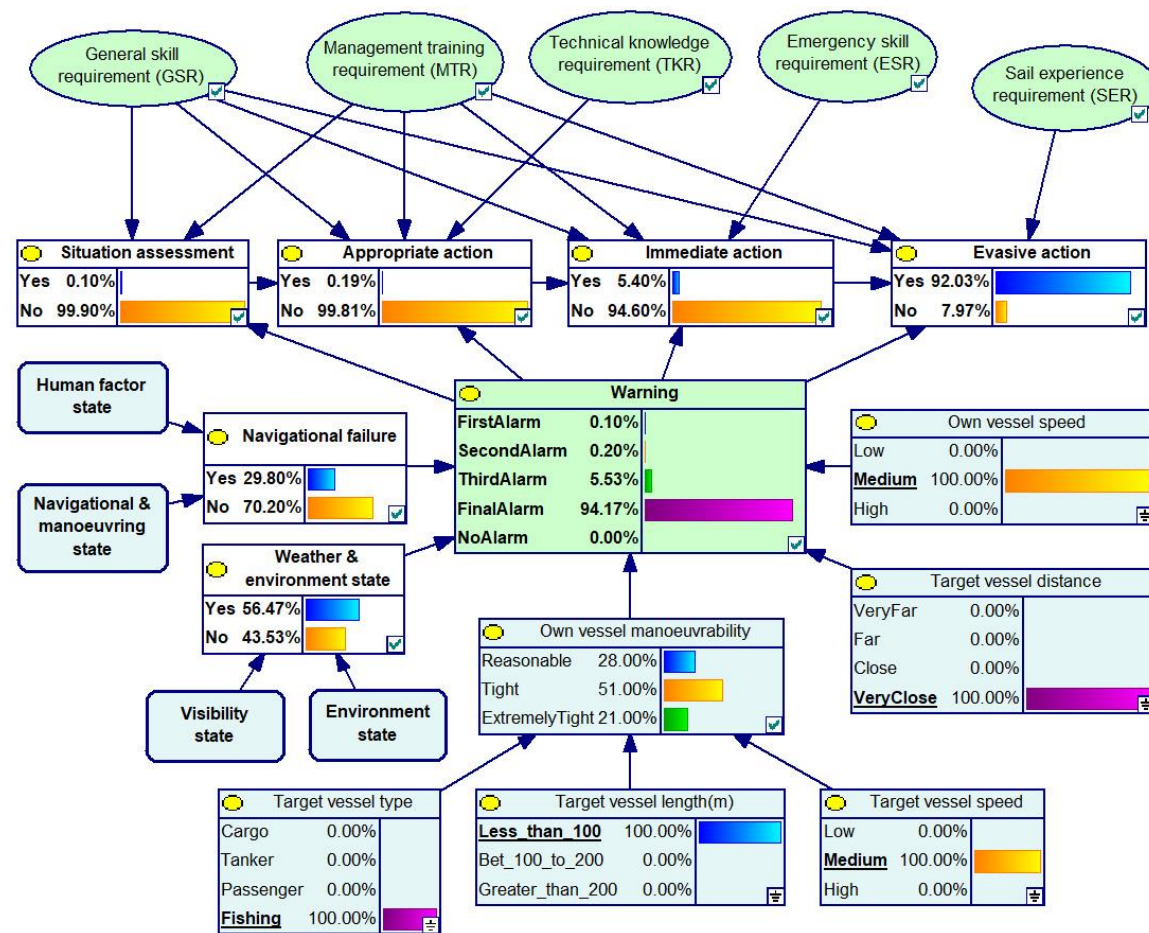 General skill
requirement (GSR)
Management training
requirement (MTR)
Technical knowledge
requirement (TKR)
Emergency skill
requirement (ESR)
Sail experience
requirement (SER)
Situation assessment
Yes 0.10%
No 99.90%
Appropriate action
Yes 0.19%
No 99.81%
Immediate action
Yes 5.40%
No 94.60%
Evasive action
Yes 92.03%
No 7.97%
Human factor
state
Navigational &
manoeuvring
state
Navigational failure
Yes 29.80%
No 70.20%
Weather &
environment state
Yes 56.47%
No 43.53%
Visibility
state
Environment
state
Warning
FirstAlarm 0.10%
SecondAlarm 0.20%
ThirdAlarm 5.53%
FinalAlarm 94.17%
NoAlarm 0.00%
Own vessel speed
Low 0.00%
Medium 100.00%
High 0.00%
Target vessel distance
VeryFar 0.00%
Far 0.00%
Close 0.00%
VeryClose 100.00%
Own vessel manoeuvrability
Reasonable 28.00%
Tight 51.00%
ExtremelyTight 21.00%
Target vessel type
Cargo 0.00%
Tanker 0.00%
Passenger 0.00%
Fishing 100.00%
Target vessel length(m)
Less_than_100 100.00%
Bet_100_to_200 0.00%
Greater_than_200 0.00%
Target vessel speed
Low 0.00%
Medium 100.00%
High 0.00%